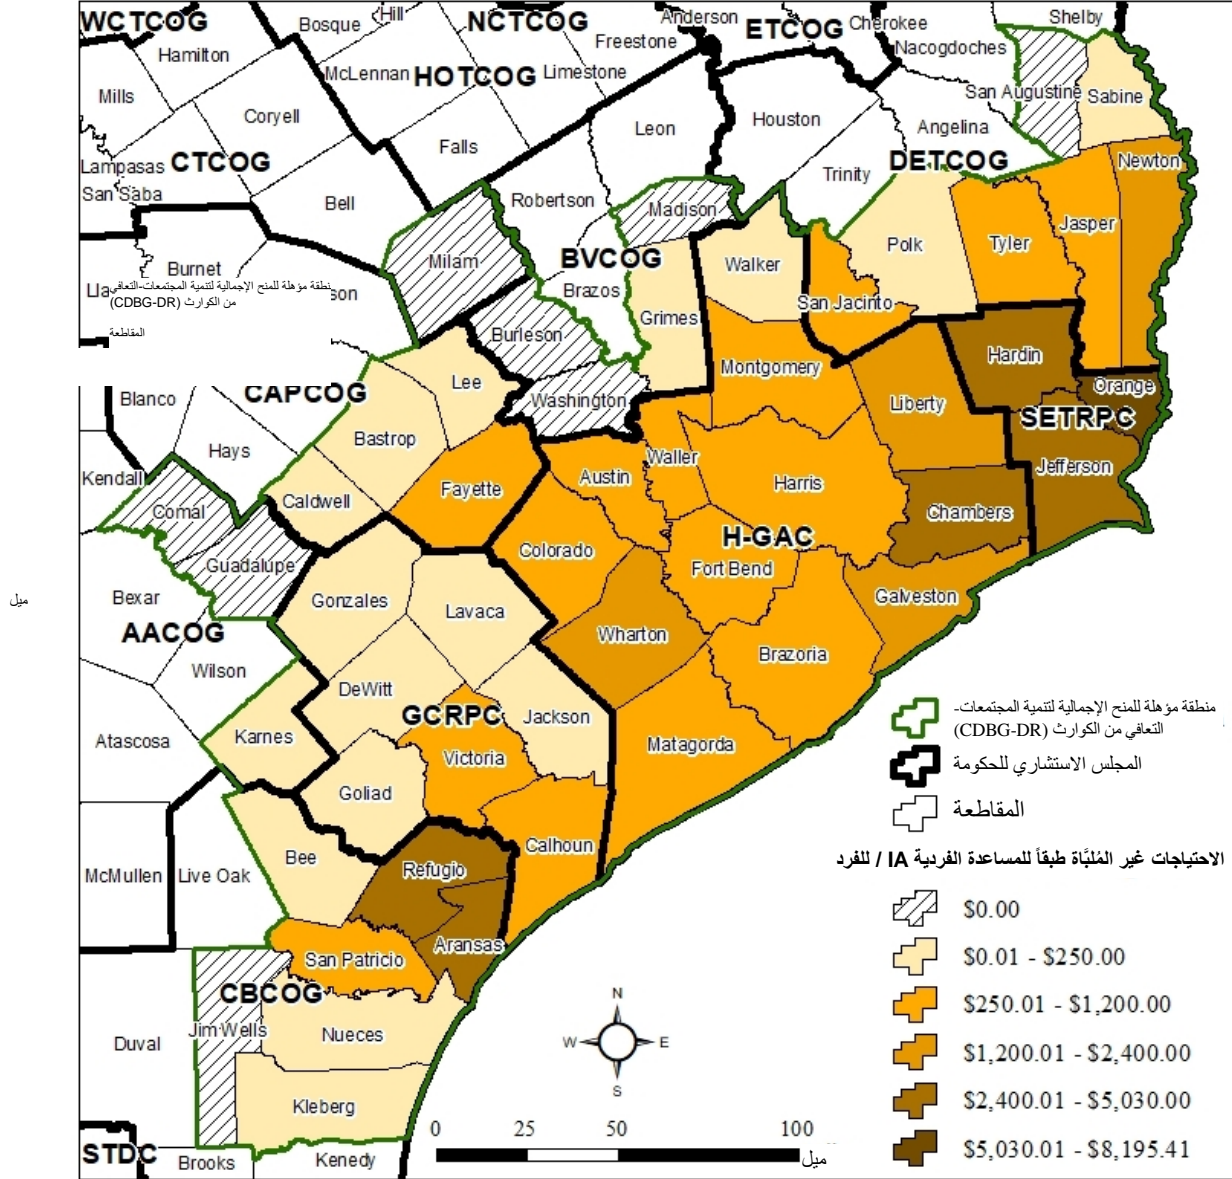 WCTCOG
Bosque
Hill
NCTCOG
Anderson
ETCOG
Cherokee
Shelby
Hamilton
Freestone
Nacogdoches
McLennan
HOTCOG
Limestone
Mills
San Augustine
Sabine
Coryell
Leon
Houston
Angelina
Falls
Lampasas
CTCOG
DETCOG
Newton
San Saba
Trinity
Bell
Robertson
Madison
Jasper
Polk
Tyler
Burnet
Milam
BVCOG
Walker
نطقة مؤهلة للمنح الإجمالية لتنمية المجتمعات-التعافي
من الكوارث (CDBG-DR)
Lla
son
Brazos
San Jacinto
المقاطعة
Burleson
Grimes
Hardin
Montgomery
Lee
Orange
Blanco
CAPCOG
Washington
Liberty
SETRPC
Bastrop
Hays
Waller
Jefferson
Kendall
Austin
Harris
Fayette
Caldwell
Comal
Chambers
H-GAC
Colorado
Guadalupe
Fort Bend
Bexar
Gonzales
Lavaca
Galveston
ميل
AACOG
Wharton
Brazoria
Wilson
DeWitt
GCRPC
Jackson
Karnes
Atascosa
Victoria
Matagorda
Goliad
Calhoun
Bee
Refugio
McMullen
Live Oak
Aransas
San Patricio
CBCOG
Jim Wells
Nueces
Duval
Kleberg
STDC
Brooks
Kenedy
منطقة مؤهلة للمنح الإجمالية لتنمية المجتمعات-
التعافي من الكوارث (CDBG-DR)
المجلس الاستشاري للحكومة
المقاطعة
الاحتياجات غير المُلبَّاة طبقاً للمساعدة الفردية IA / للفرد
$0.00
$0.01 - $250.00
$250.01 - $1,200.00
$1,200.01 - $2,400.00
$2,400.01 - $5,030.00
$5,030.01 - $8,195.41
N
W E
S
0 25 50 100
ميل